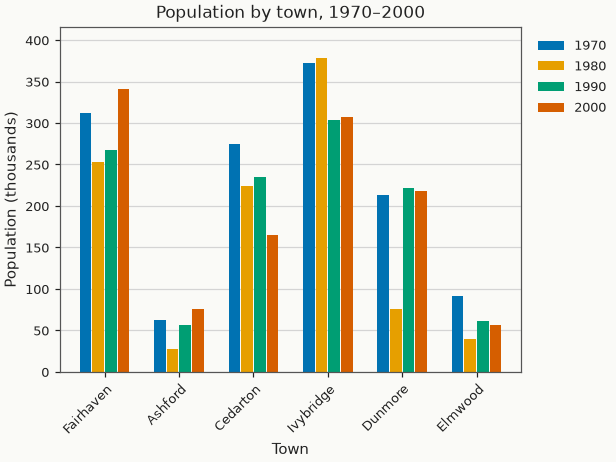 Population by town, 1970–2000
Population (thousands)
400
350
300
250
200
150
100
50
0
Fairhaven
Ashford
Cedarton
Ivybridge
Dunmore
Elmwood
Town
1970
1980
1990
2000